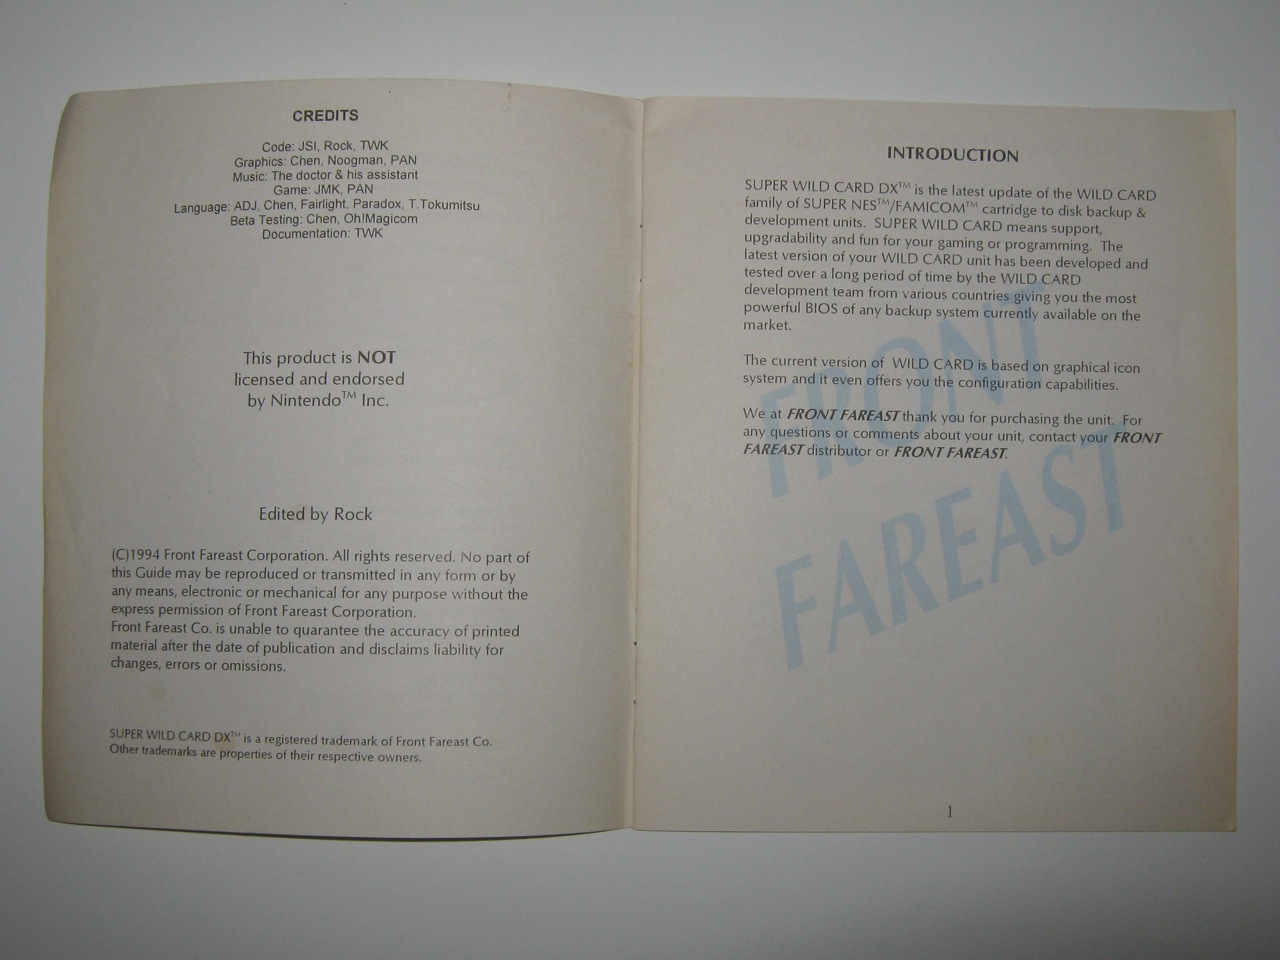 CREDITS
Code: JSI, Rock, TWK
Graphics: Chen, Noogman, PAN
Music: The doctor & his assistant
Game: JMK, PAN
Language: ADJ, Chen, Fairlight, Paradox, T.Tokumitsu
Beta Testing: Chen, Oh!Magicom
Documentation: TWK
This product is NOT
licensed and endorsed
by Nintendo™ Inc.
Edited by Rock
(C)1994 Front Fareast Corporation. All rights reserved. No part of
this Guide may be reproduced or transmitted in any form or by
any means, electronic or mechanical for any purpose without the
express permission of Front Fareast Corporation.
Front Fareast Co. is unable to quarantee the accuracy of printed
material after the date of publication and disclaims liability for
changes, errors or omissions.
SUPER WILD CARD DX™ is a registered trademark of Front Fareast Co.
Other trademarks are properties of their respective owners.
INTRODUCTION
SUPER WILD CARD DX™ is the latest update of the WILD CARD
family of SUPER NES™/FAMICOM™ cartridge to disk backup &
development units. SUPER WILD CARD means support,
upgradability and fun for your gaming or programming. The
latest version of your WILD CARD unit has been developed and
tested over a long period of time by the WILD CARD
development team from various countries giving you the most
powerful BIOS of any backup system currently available on the
market.
The current version of WILD CARD is based on graphical icon
system and it even offers you the configuration capabilities.
We at FRONT FAREAST thank you for purchasing the unit. For
any questions or comments about your unit, contact your FRONT
FAREAST distributor or FRONT FAREAST.
FRONT
FAREAST
1